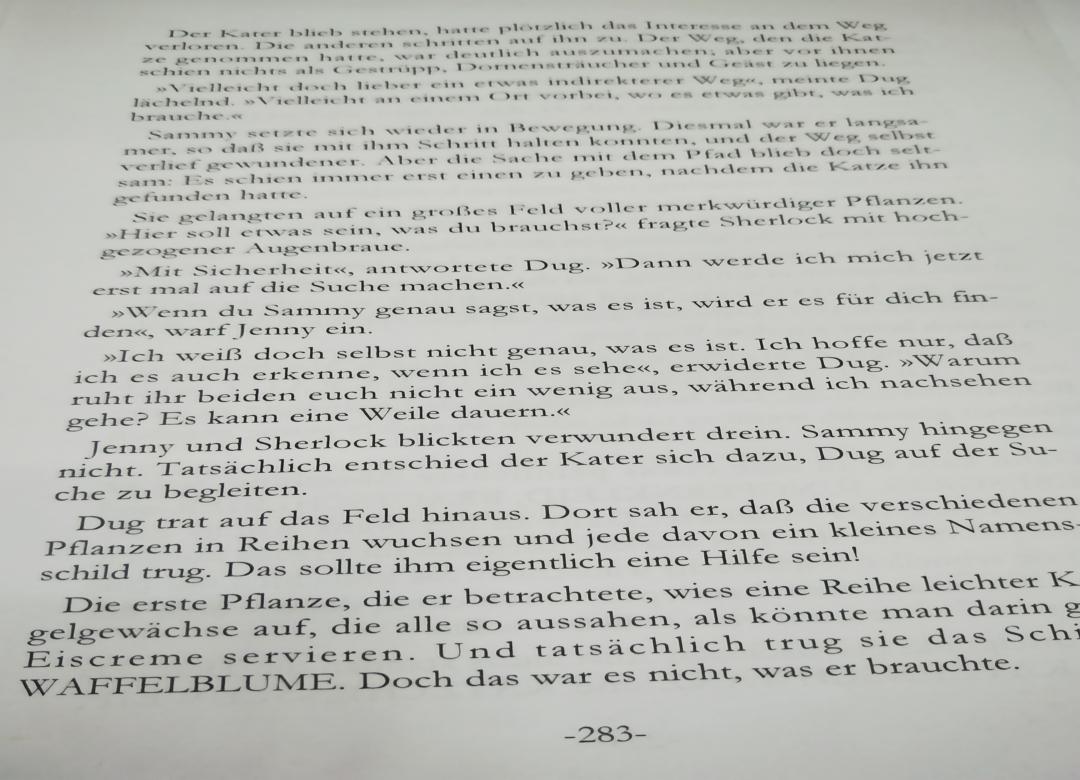 Der Kater blieb stehen, hatte plötzlich das Interesse an dem Weg
verloren. Die anderen schritten auf ihn zu. Der Weg, den die Kat-
ze genommen hatte, war deutlich auszumachen; aber vor ihnen
schien nichts als Gestrüpp, Dornensträucher und Geäst zu liegen.
»Vielleicht doch lieber ein etwas indirekterer Weg«, meinte Dug
lächelnd. »Vielleicht an einem Ort vorbei, wo es etwas gibt, was ich
brauche.«
Sammy setzte sich wieder in Bewegung. Diesmal war er langsa-
mer, so daß sie mit ihm Schritt halten konnten, und der Weg selbst
verlief gewundener. Aber die Sache mit dem Pfad blieb doch selt-
sam: Es schien immer erst einen zu geben, nachdem die Katze ihn
gefunden hatte.
Sie gelangten auf ein großes Feld voller merkwürdiger Pflanzen.
»Hier soll etwas sein, was du brauchst?« fragte Sherlock mit hoch-
gezogener Augenbraue.
»Mit Sicherheit«, antwortete Dug. »Dann werde ich mich jetzt
erst mal auf die Suche machen.«
»Wenn du Sammy genau sagst, was es ist, wird er es für dich fin-
den«, warf Jenny ein.
»Ich weiß doch selbst nicht genau, was es ist. Ich hoffe nur, daß
ich es auch erkenne, wenn ich es sehe«, erwiderte Dug. »Warum
ruht ihr beiden euch nicht ein wenig aus, während ich nachsehen
gehe? Es kann eine Weile dauern.«
Jenny und Sherlock blickten verwundert drein. Sammy hingegen
nicht. Tatsächlich entschied der Kater sich dazu, Dug auf der Su-
che zu begleiten.
Dug trat auf das Feld hinaus. Dort sah er, daß die verschiedenen
Pflanzen in Reihen wuchsen und jede davon ein kleines Namens-
schild trug. Das sollte ihm eigentlich eine Hilfe sein!
Die erste Pflanze, die er betrachtete, wies eine Reihe leichter K
gelgewächse auf, die alle so aussahen, als könnte man darin g
Eiscreme servieren. Und tatsächlich trug sie das Schi
WAFFELBLUME. Doch das war es nicht, was er brauchte.
-283-